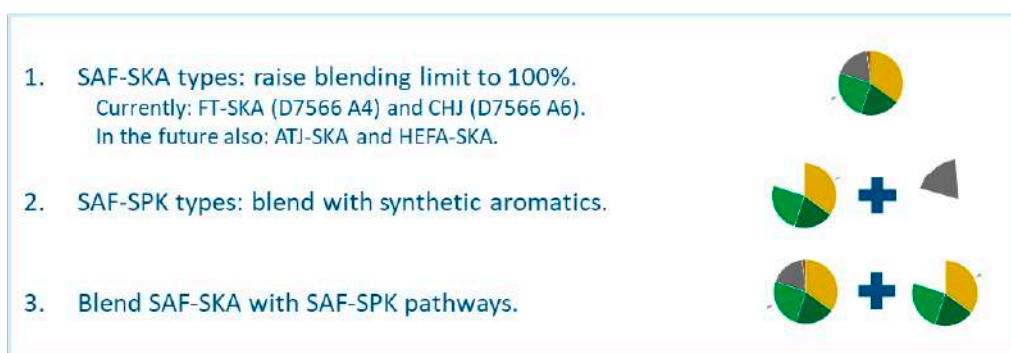 1. SAF-SKA types: raise blending limit to 100%.
Currently: FT-SKA (D7566 A4) and CHJ (D7566 A6).
In the future also: ATJ-SKA and HEFA-SKA.
2. SAF-SPK types: blend with synthetic aromatics.
3. Blend SAF-SKA with SAF-SPK pathways.